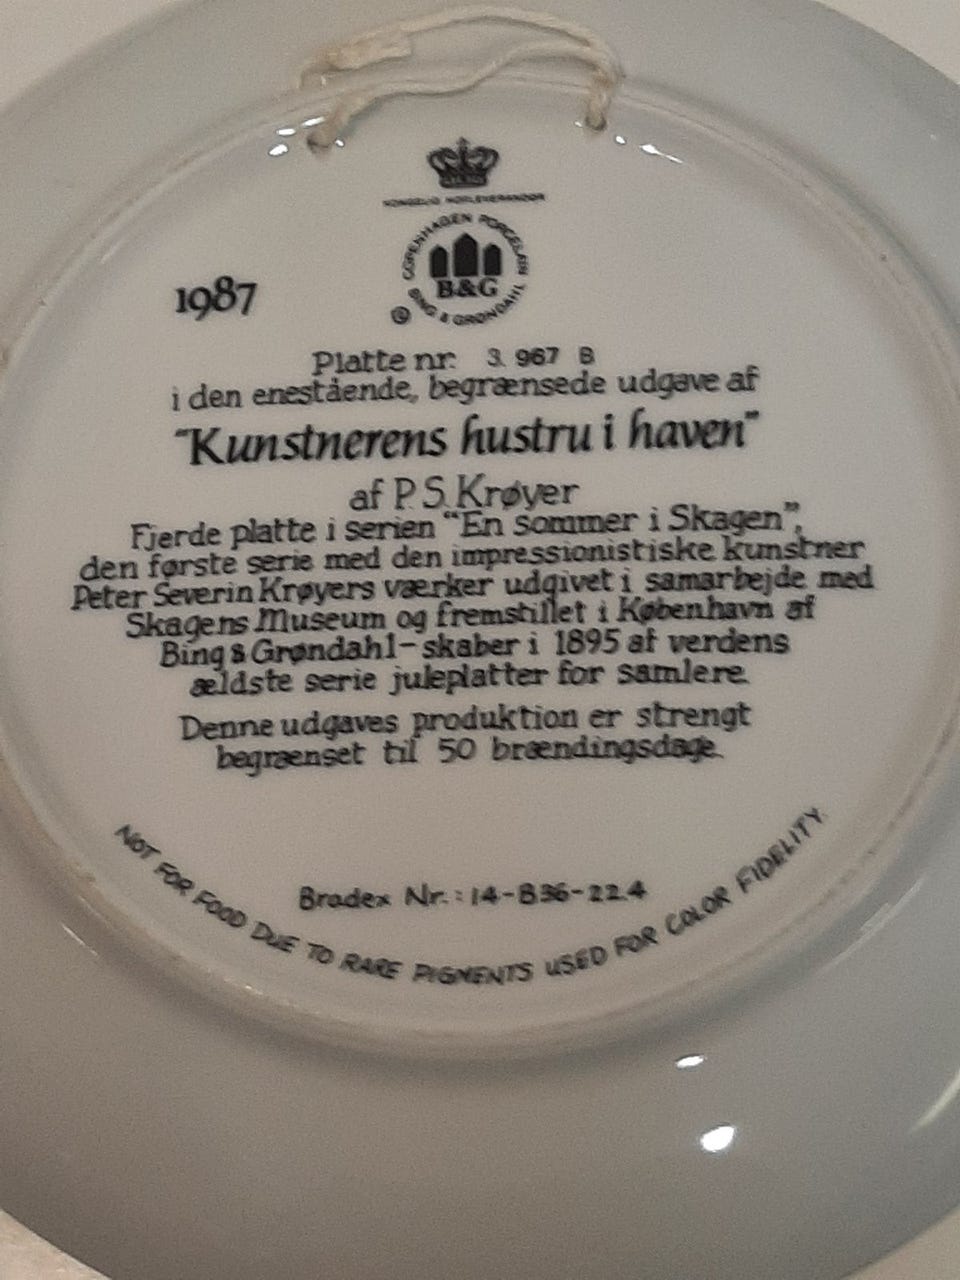 KONGELIG HOFLEVERANDØR
COPENHAGEN PORCELAIN
B&G
© BING & GRØNDAHL
1987
Platte nr. 3. 967 B
i den enestående, begrænsede udgave af
"Kunstnerens hustru i haven"
af P. S. Krøyer
Fjerde platte i serien "En sommer i Skagen",
den første serie med den impressionistiske kunstner
Peter Severin Krøyers værker udgivet i samarbejde med
Skagens Museum og fremstillet i København af
Bing & Grøndahl - skaber i 1895 af verdens
ældste serie juleplatter for samlere.
Denne udgaves produktion er strengt
begrænset til 50 brændingsdage.
Bradex Nr.: 14-B36-22.4
NOT FOR FOOD DUE TO RARE PIGMENTS USED FOR COLOR FIDELITY.